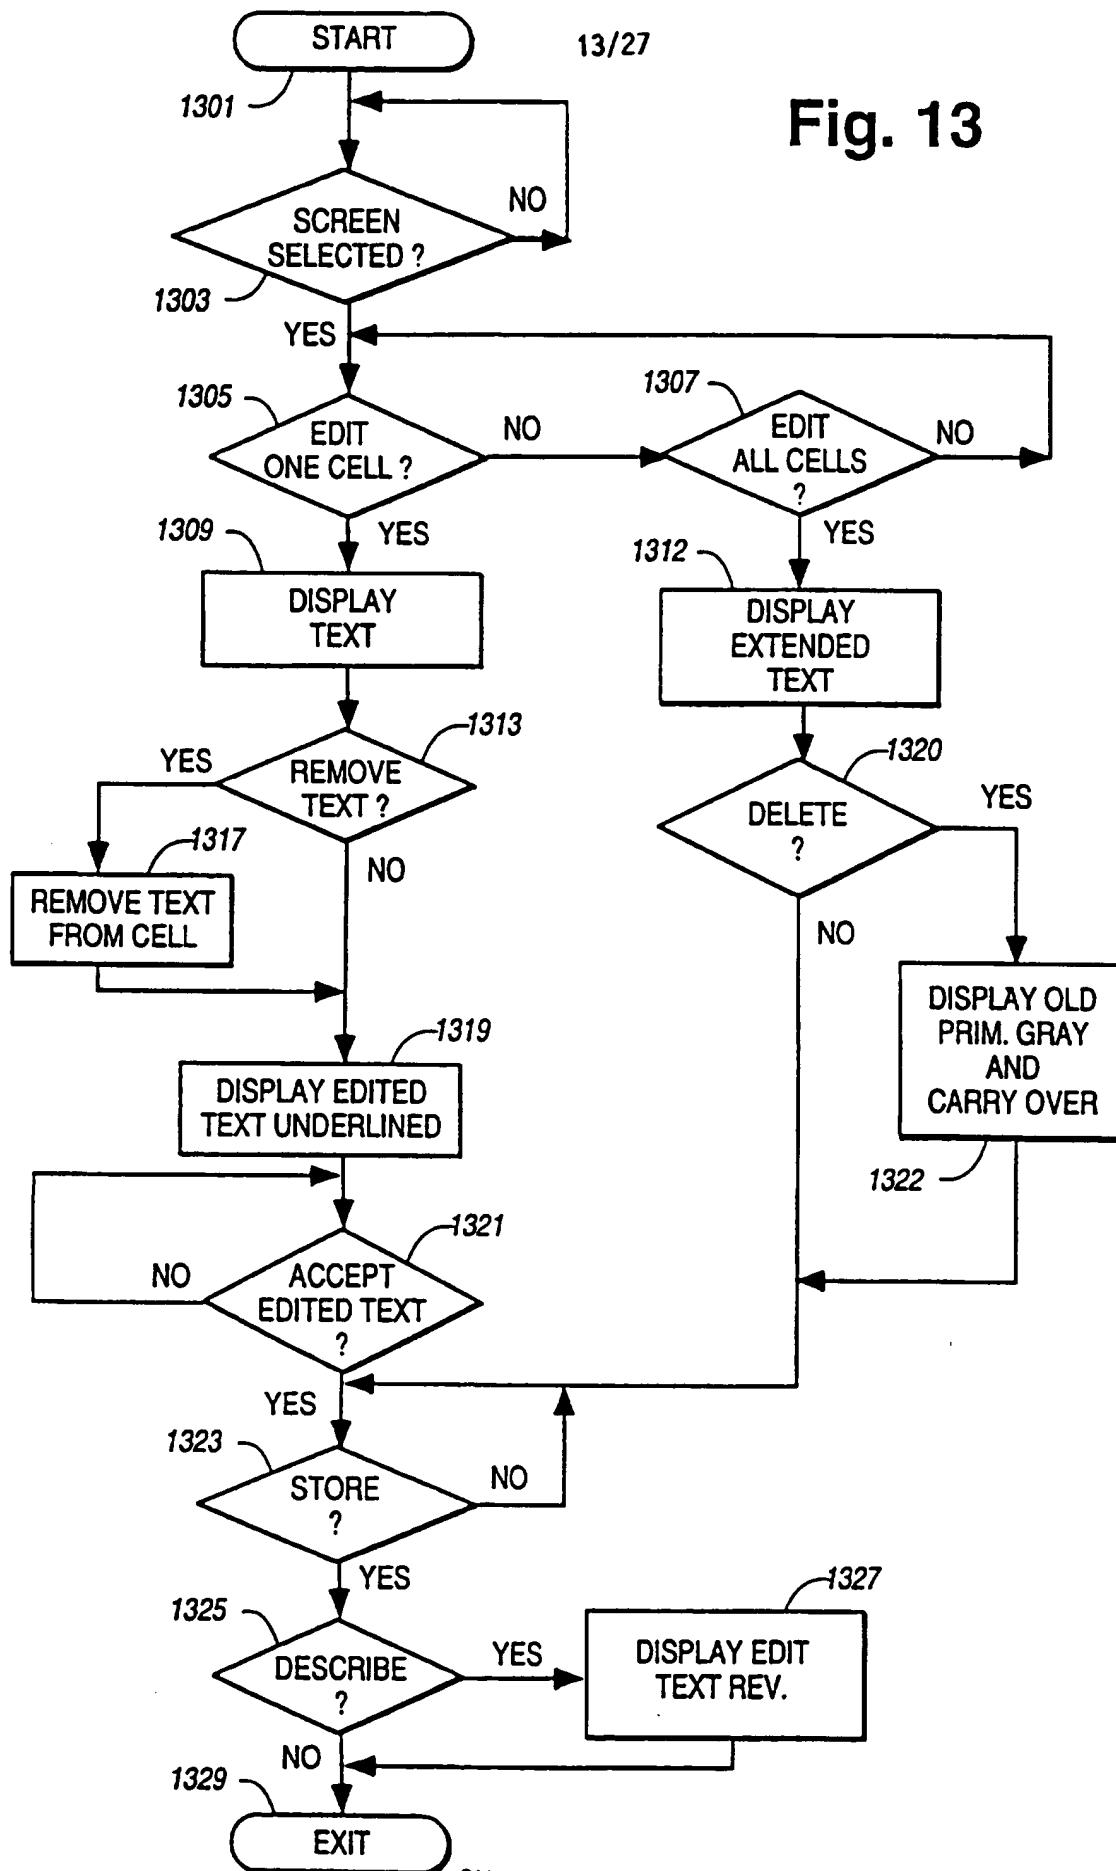 START
13/27
1301
Fig. 13
NO
SCREEN
SELECTED ?
1303
YES
1305
1307
EDIT
ONE CELL ?
NO
EDIT
ALL CELLS
?
NO
YES
YES
1309
1312
DISPLAY
TEXT
DISPLAY
EXTENDED
TEXT
1313
YES
REMOVE
TEXT ?
1320
DELETE
?
YES
1317
NO
REMOVE TEXT
FROM CELL
NO
DISPLAY OLD
PRIM. GRAY
AND
CARRY OVER
1319
DISPLAY EDITED
TEXT UNDERLINED
1322
1321
NO
ACCEPT
EDITED TEXT
?
YES
1323
STORE
?
NO
YES
1327
1325
DESCRIBE
?
YES
DISPLAY EDIT
TEXT REV.
NO
1329
EXIT